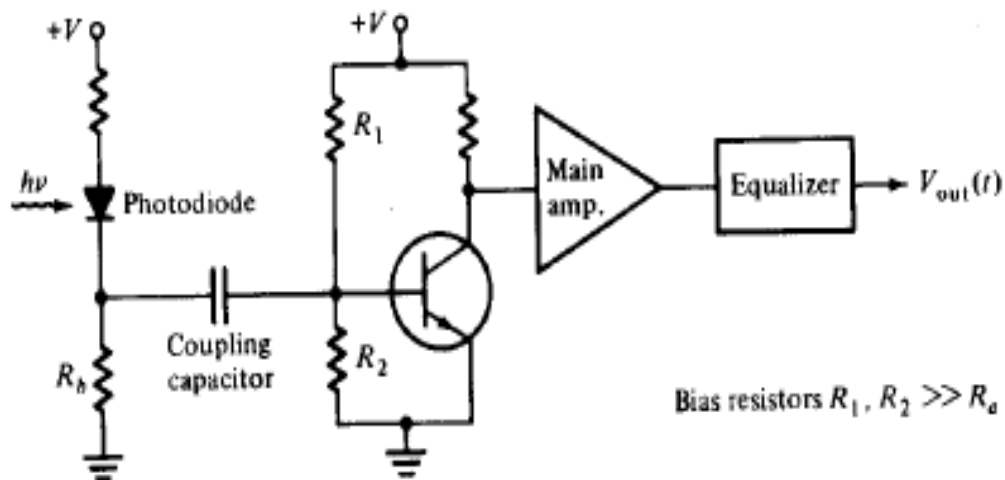 +V
+V
R1
hν
Photodiode
Main
amp.
Equalizer
Vout(t)
Coupling
capacitor
Rb
R2
Bias resistors R1, R2 >> Ra